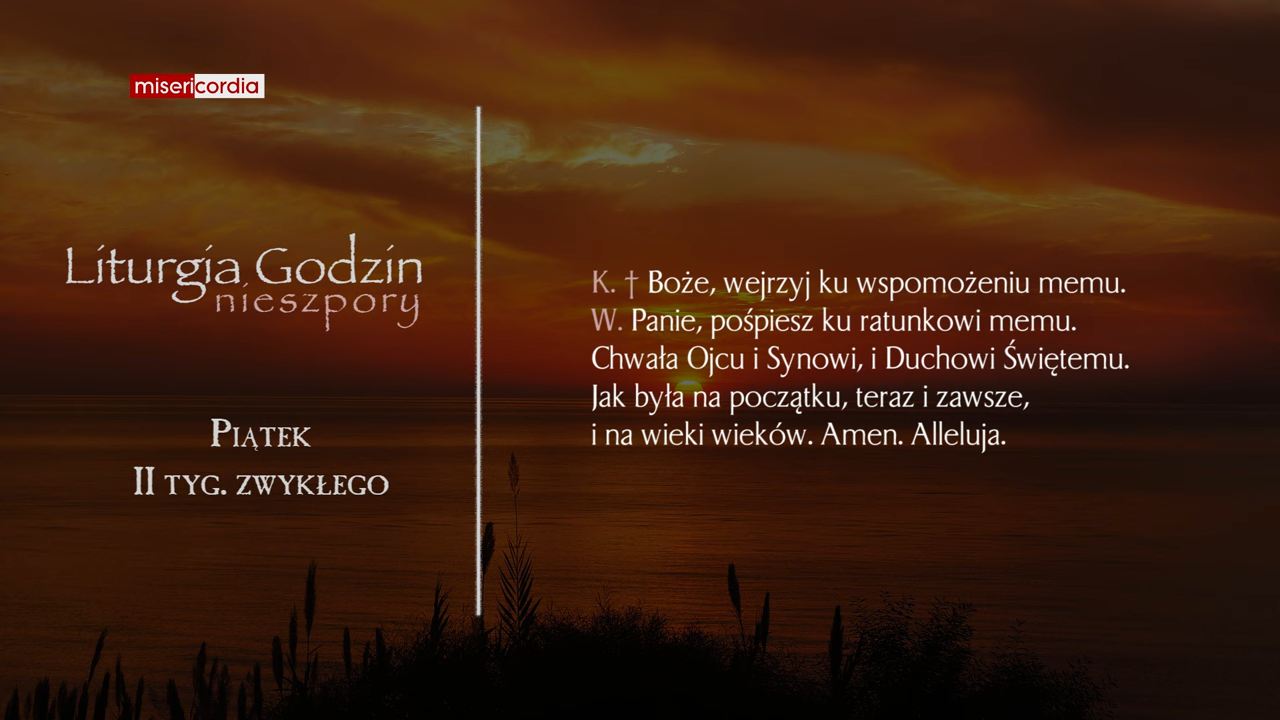 misericordia
Liturgia Godzin
nieszpory
Piątek
II tyg. zwykłego
K. † Boże, wejrzyj ku wspomożeniu memu.
W. Panie, pośpiesz ku ratunkowi memu.
Chwała Ojcu i Synowi, i Duchowi Świętemu.
Jak była na początku, teraz i zawsze,
i na wieki wieków. Amen. Alleluja.